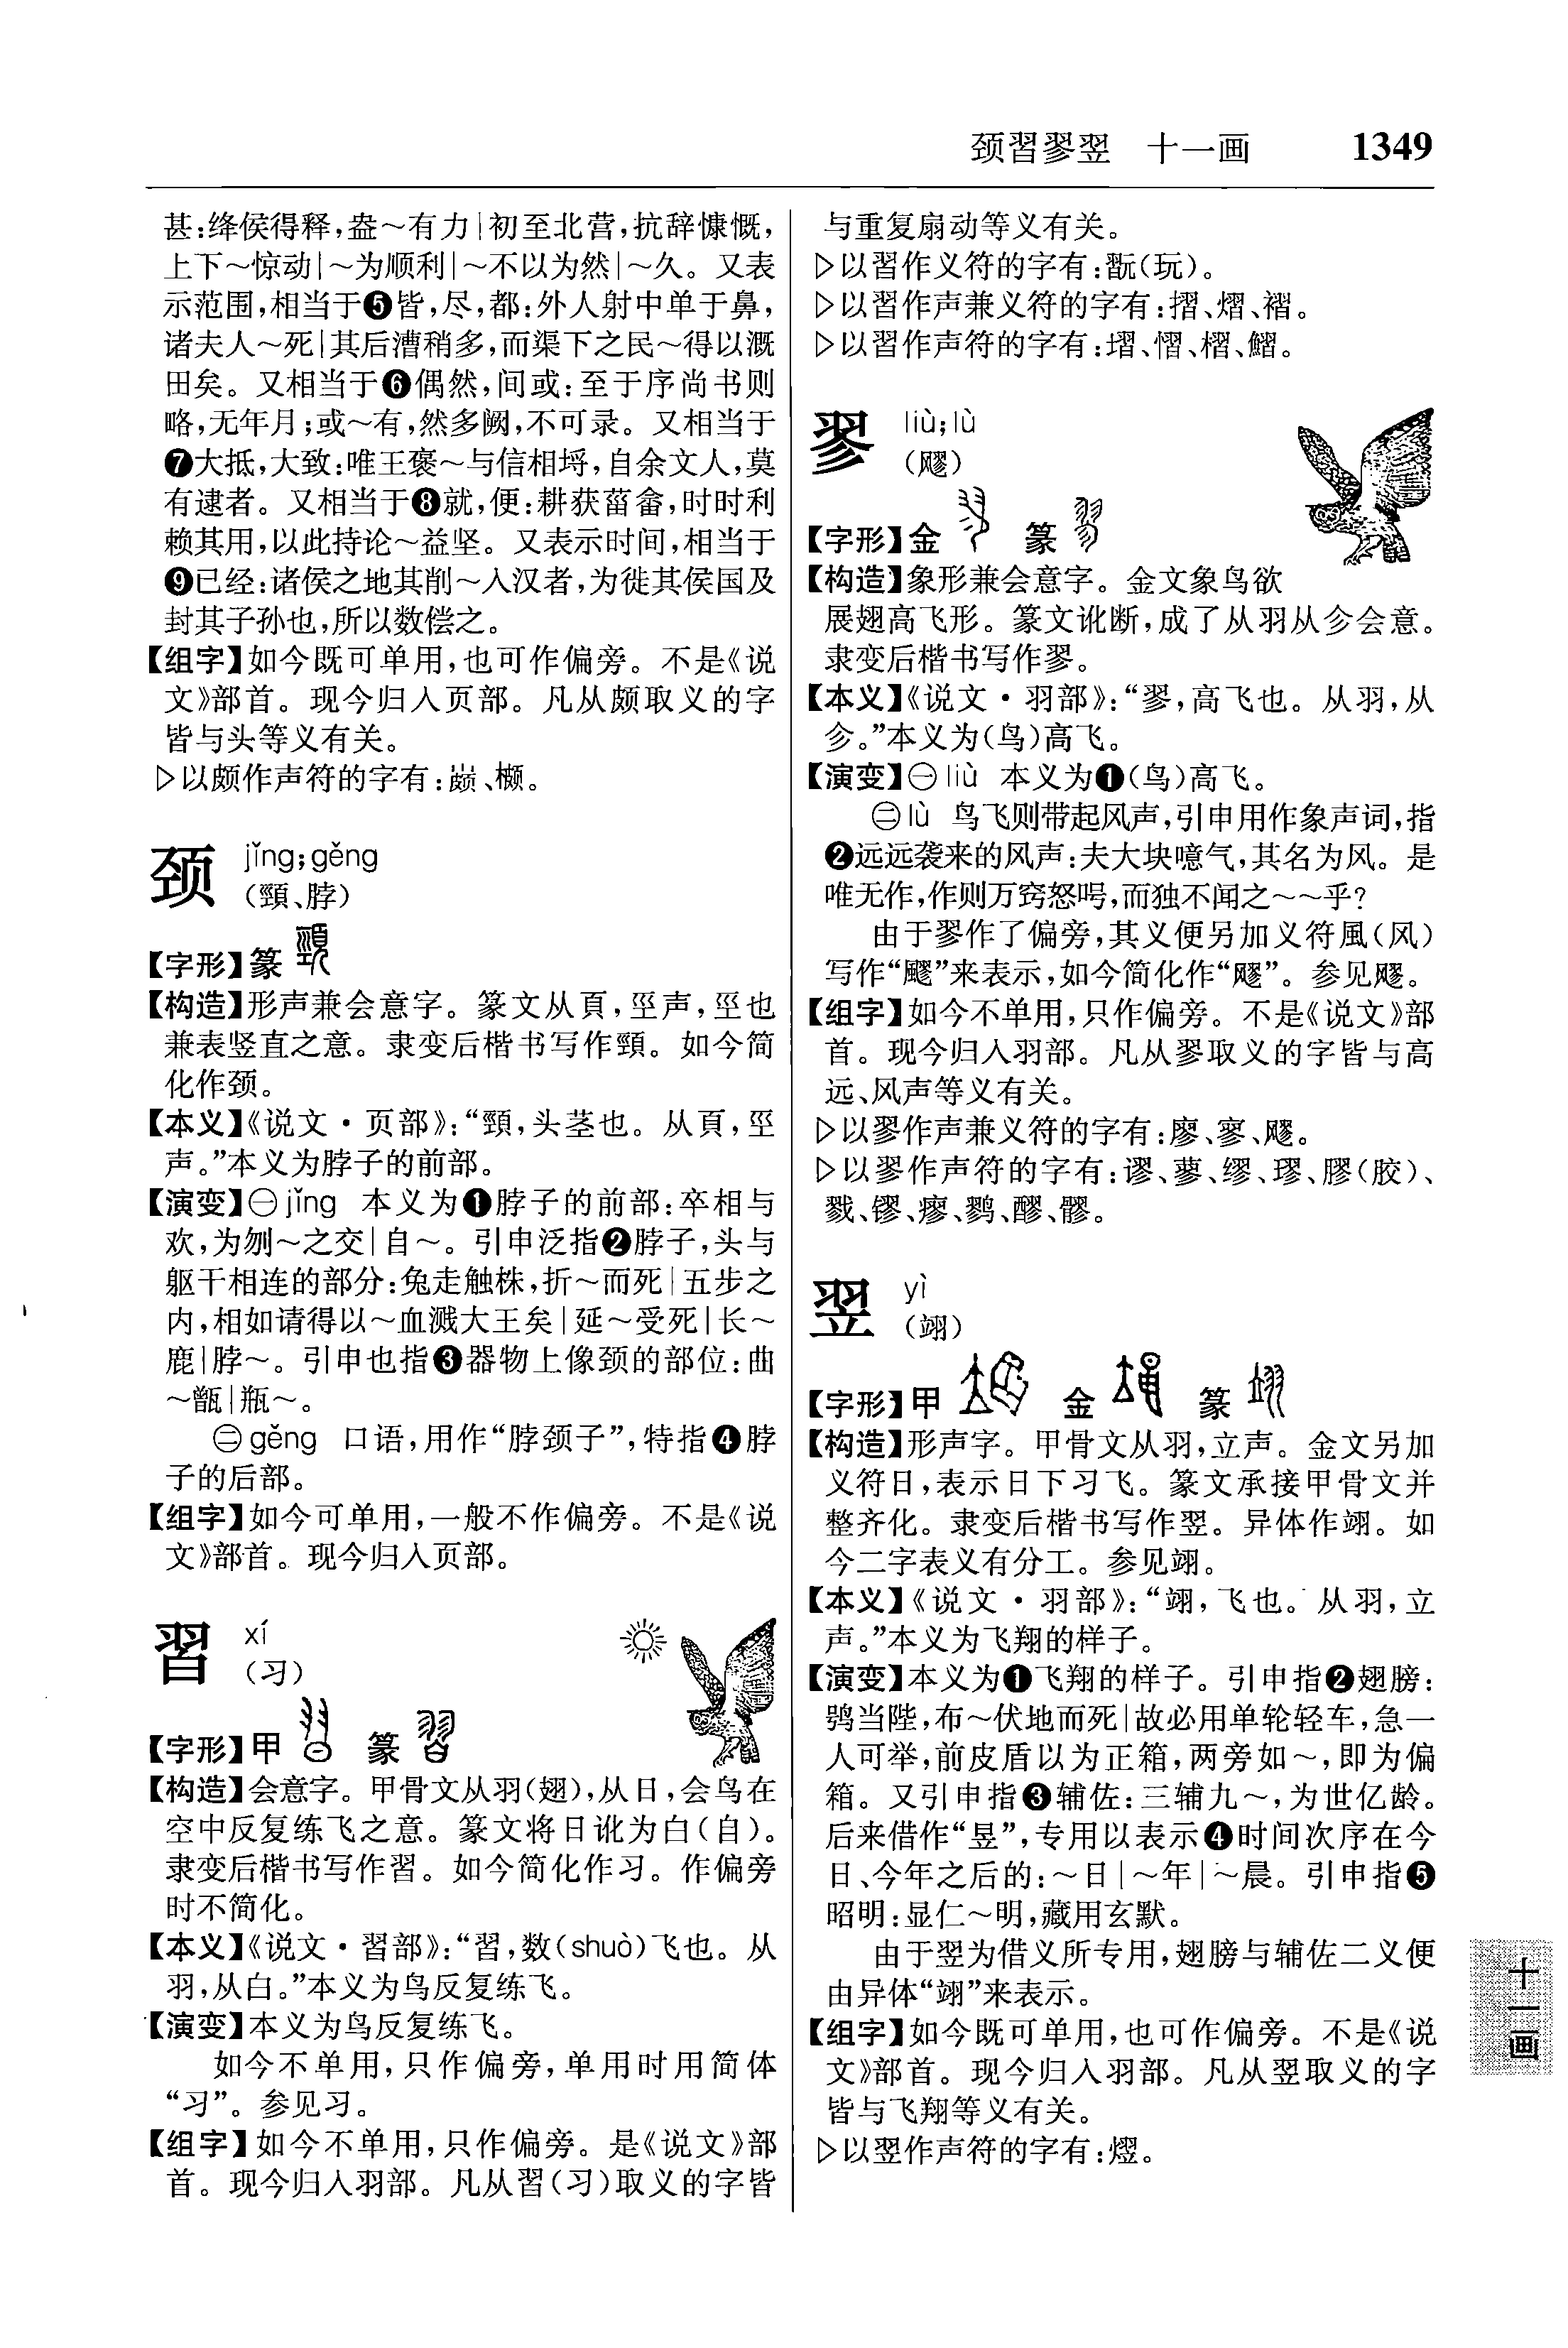 颈習翏翌 十一画 1349
甚:绛侯得释,盎～有力|初至北营,抗辞慷慨,
上下～惊动|～为顺利|～不以为然|～久。又表
示范围,相当于❺皆,尽,都:外人射中单于鼻,
诸夫人～死|其后漕稍多,而渠下之民～得以溉
田矣。又相当于❻偶然,间或:至于序尚书则
略,无年月;或～有,然多阙,不可录。又相当于
❼大抵,大致:唯王褒～与信相埒,自余文人,莫
有逮者。又相当于❽就,便:耕获菑畲,时时利
赖其用,以此持论～益坚。又表示时间,相当于
❾已经:诸侯之地其削～入汉者,为徙其侯国及
封其子孙也,所以数偿之。
【组字】如今既可单用,也可作偏旁。不是《说
文》部首。现今归入页部。凡从颇取义的字
皆与头等义有关。
▷以颇作声符的字有:
颈 jǐng;gěng
(頸、脖)
【字形】篆
【构造】形声兼会意字。篆文从頁,巠声,巠也
兼表竖直之意。隶变后楷书写作頸。如今简
化作颈。
【本义】《说文·页部》:“頸,头茎也。从頁,巠
声。”本义为脖子的前部。
【演变】㊀jǐng 本义为❶脖子的前部:卒相与
欢,为刎～之交|自～。引申泛指❷脖子,头与
躯干相连的部分:兔走触株,折～而死|五步之
内,相如请得以～血溅大王矣|延～受死|长～
鹿|脖～。引申也指❸器物上像颈的部位:曲
～甑|瓶～。
㊁gěng 口语,用作“脖颈子”,特指❹脖
子的后部。
【组字】如今可单用,一般不作偏旁。不是《说
文》部首。现今归入页部。
習 xí
(习)
【字形】甲 篆
【构造】会意字。甲骨文从羽(翅),从日,会鸟在
空中反复练飞之意。篆文将日讹为白(自)。
隶变后楷书写作習。如今简化作习。作偏旁
时不简化。
【本义】《说文·習部》:“習,数(shuò)飞也。从
羽,从白。”本义为鸟反复练飞。
【演变】本义为鸟反复练飞。
如今不单用,只作偏旁,单用时用简体
“习”。参见习。
【组字】如今不单用,只作偏旁。是《说文》部
首。现今归入羽部。凡从習(习)取义的字皆
与重复扇动等义有关。
▷以習作义符的字有:翫(玩)。
▷以習作声兼义符的字有:摺、熠、褶。
▷以習作声符的字有:熠、慴、槢、鰼。
翏 liù;lù
(飂)
【字形】金 篆
【构造】象形兼会意字。金文象鸟欲
展翅高飞形。篆文讹断,成了从羽从㐱会意。
隶变后楷书写作翏。
【本义】《说文·羽部》:“翏,高飞也。从羽,从
㐱。”本义为(鸟)高飞。
【演变】㊀liù 本义为❶(鸟)高飞。
㊁lù 鸟飞则带起风声,引申用作象声词,指
❷远远袭来的风声:夫大块噫气,其名为风。是
唯无作,作则万窍怒呺,而独不闻之～～乎?
由于翏作了偏旁,其义便另加义符風(风)
写作“飂”来表示,如今简化作“飂”。参见飂。
【组字】如今不单用,只作偏旁。不是《说文》部
首。现今归入羽部。凡从翏取义的字皆与高
远、风声等义有关。
▷以翏作声兼义符的字有:廖、寥、飂。
▷以翏作声符的字有:谬、蓼、缪、璆、膠(胶)、
戮、镠、瘳、鹨、醪、髎。
翌 yì
(翊)
【字形】甲 金 篆
【构造】形声字。甲骨文从羽,立声。金文另加
义符日,表示日下习飞。篆文承接甲骨文并
整齐化。隶变后楷书写作翌。异体作翊。如
今二字表义有分工。参见翊。
【本义】《说文·羽部》:“翊,飞也。从羽,立
声。”本义为飞翔的样子。
【演变】本义为❶飞翔的样子。引申指❷翅膀:
鹗当陛,布～伏地而死|故必用单轮轻车,急一
人可举,前皮盾以为正箱,两旁如～,即为偏
箱。又引申指❸辅佐:三辅九～,为世亿龄。
后来借作“昱”,专用以表示❹时间次序在今
日、今年之后的:～日|～年|～晨。引申指❺
昭明:显仁～明,藏用玄默。
由于翌为借义所专用,翅膀与辅佐二义便
由异体“翊”来表示。
【组字】如今既可单用,也可作偏旁。不是《说
文》部首。现今归入羽部。凡从翌取义的字
皆与飞翔等义有关。
▷以翌作声符的字有:熤。
十一画